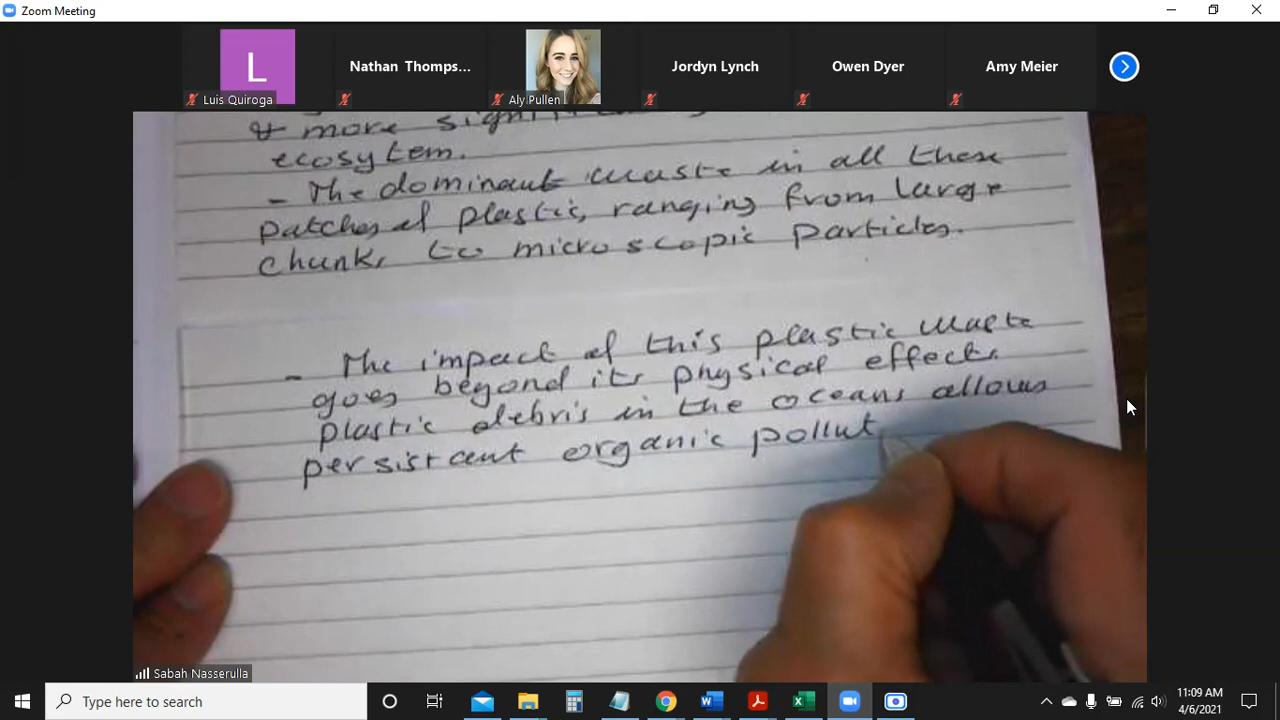 Zoom Meeting
L
Luis Quiroga
Nathan Thomps...
Aly Pullen
Jordyn Lynch
Owen Dyer
Amy Meier
& more
ecosytem.
- The dominant waste in all these
patches of plastic, ranging from large
chunks to microscopic particles.
- The impact of this plastic waste
goes beyond its physical effects
plastic debris in the oceans allows
persistent organic pollut
Sabah Nasserulla
Type here to search
11:09 AM
4/6/2021